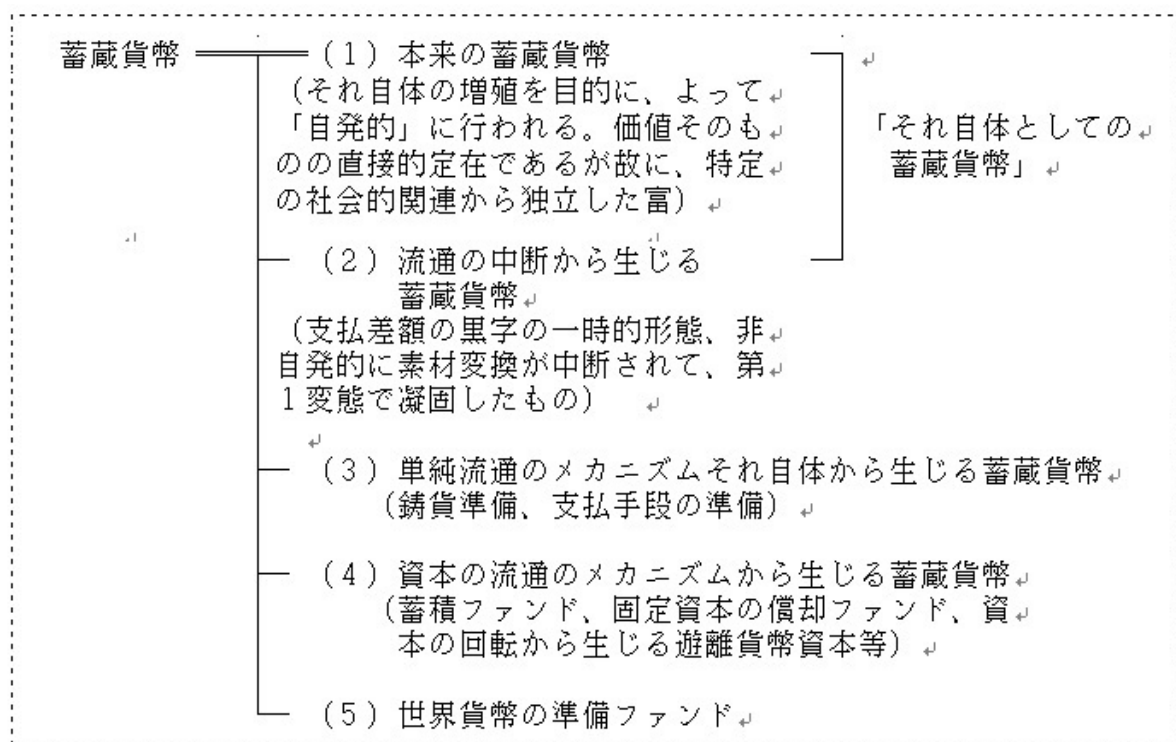 蓄蔵貨幣
（1）本来の蓄蔵貨幣
（それ自体の増殖を目的に、よって
「自発的」に行われる。価値そのも
のの直接的定在であるが故に、特定
の社会的関連から独立した富）
「それ自体としての
蓄蔵貨幣」
（2）流通の中断から生じる
蓄蔵貨幣
（支払差額の黒字の一時的形態、非
自発的に素材変換が中断されて、第
1変態で凝固したもの）
（3）単純流通のメカニズムそれ自体から生じる蓄蔵貨幣
（鋳貨準備、支払手段の準備）
（4）資本の流通のメカニズムから生じる蓄蔵貨幣
（蓄積ファンド、固定資本の償却ファンド、資
本の回転から生じる遊離貨幣資本等）
（5）世界貨幣の準備ファンド